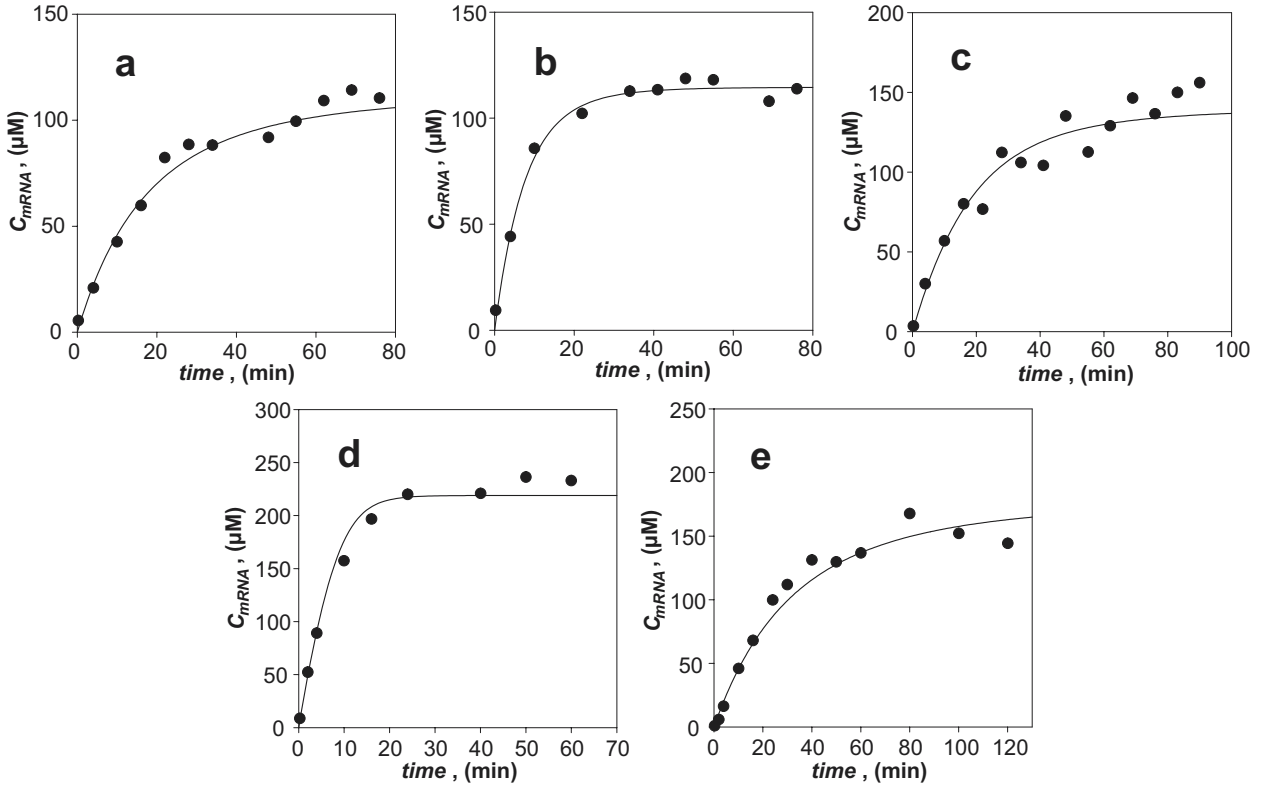 a
150
100
50
0
C_mRNA, (µM)
0 20 40 60 80
time, (min)
b
150
100
50
0
C_mRNA, (µM)
0 20 40 60 80
time, (min)
c
200
150
100
50
0
C_mRNA, (µM)
0 20 40 60 80 100
time, (min)
d
300
250
200
150
100
50
0
C_mRNA, (µM)
0 10 20 30 40 50 60 70
time, (min)
e
250
200
150
100
50
0
C_mRNA, (µM)
0 20 40 60 80 100 120
time, (min)